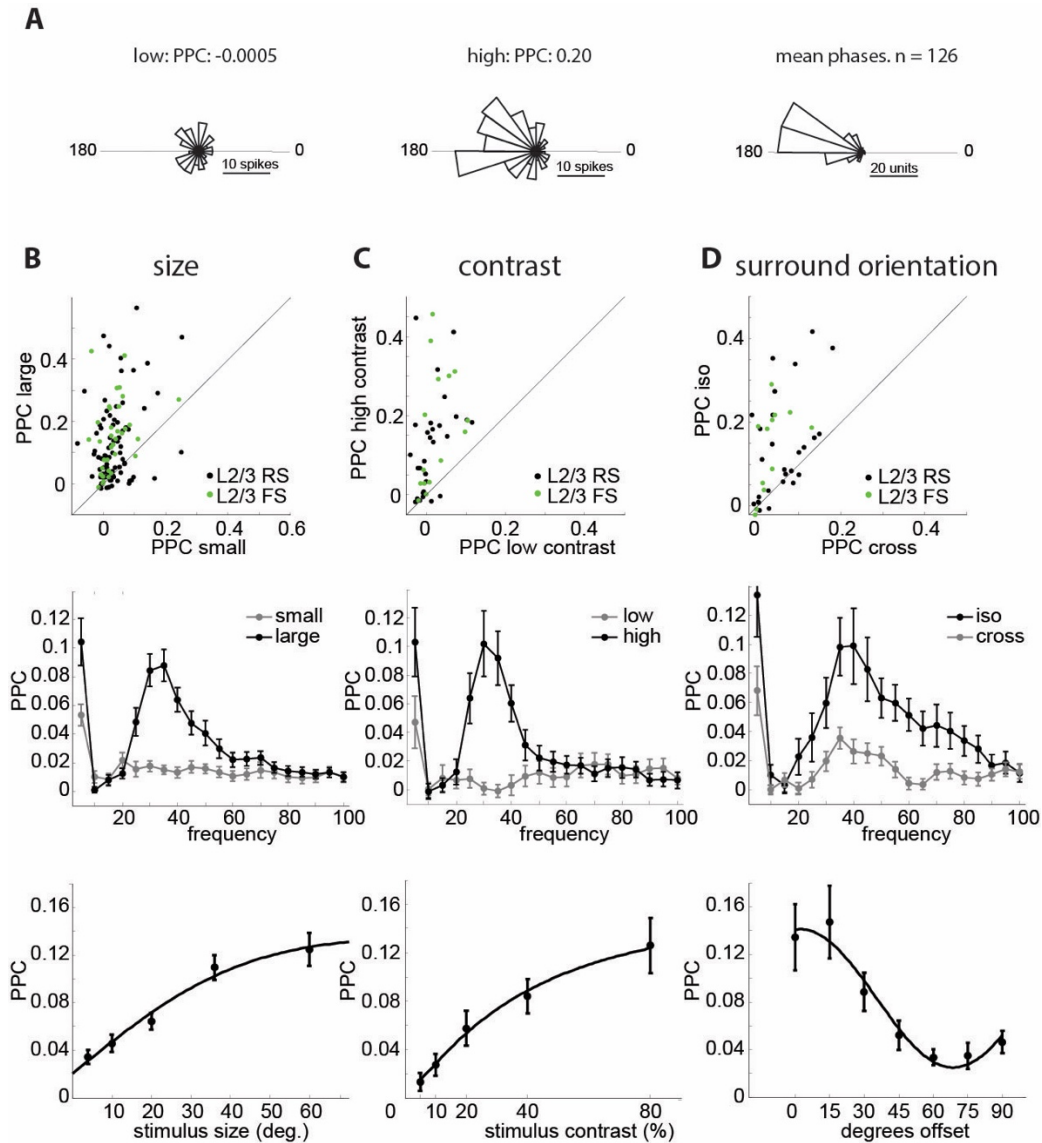 A
low: PPC: -0.0005
high: PPC: 0.20
mean phases. n = 126
180 0
10 spikes
180 0
10 spikes
180 0
20 units
B size
C contrast
D surround orientation
PPC large
0.4
0.2
0
L2/3 RS
L2/3 FS
0 0.2 0.4 0.6
PPC small
PPC high contrast
0.4
0.2
0
L2/3 RS
L2/3 FS
0 0.2 0.4
PPC low contrast
PPC iso
0.4
0.2
0
L2/3 RS
L2/3 FS
0 0.2 0.4
PPC cross
PPC
0.12
0.1
0.08
0.06
0.04
0.02
0
small
large
20 40 60 80 100
frequency
PPC
0.12
0.1
0.08
0.06
0.04
0.02
0
low
high
20 40 60 80 100
frequency
PPC
0.12
0.1
0.08
0.06
0.04
0.02
0
iso
cross
20 40 60 80 100
frequency
PPC
0.16
0.12
0.08
0.04
0
10 20 30 40 50 60
stimulus size (deg.)
PPC
0.16
0.12
0.08
0.04
0
0 10 20 40 80
stimulus contrast (%)
PPC
0.16
0.12
0.08
0.04
0
0 15 30 45 60 75 90
degrees offset